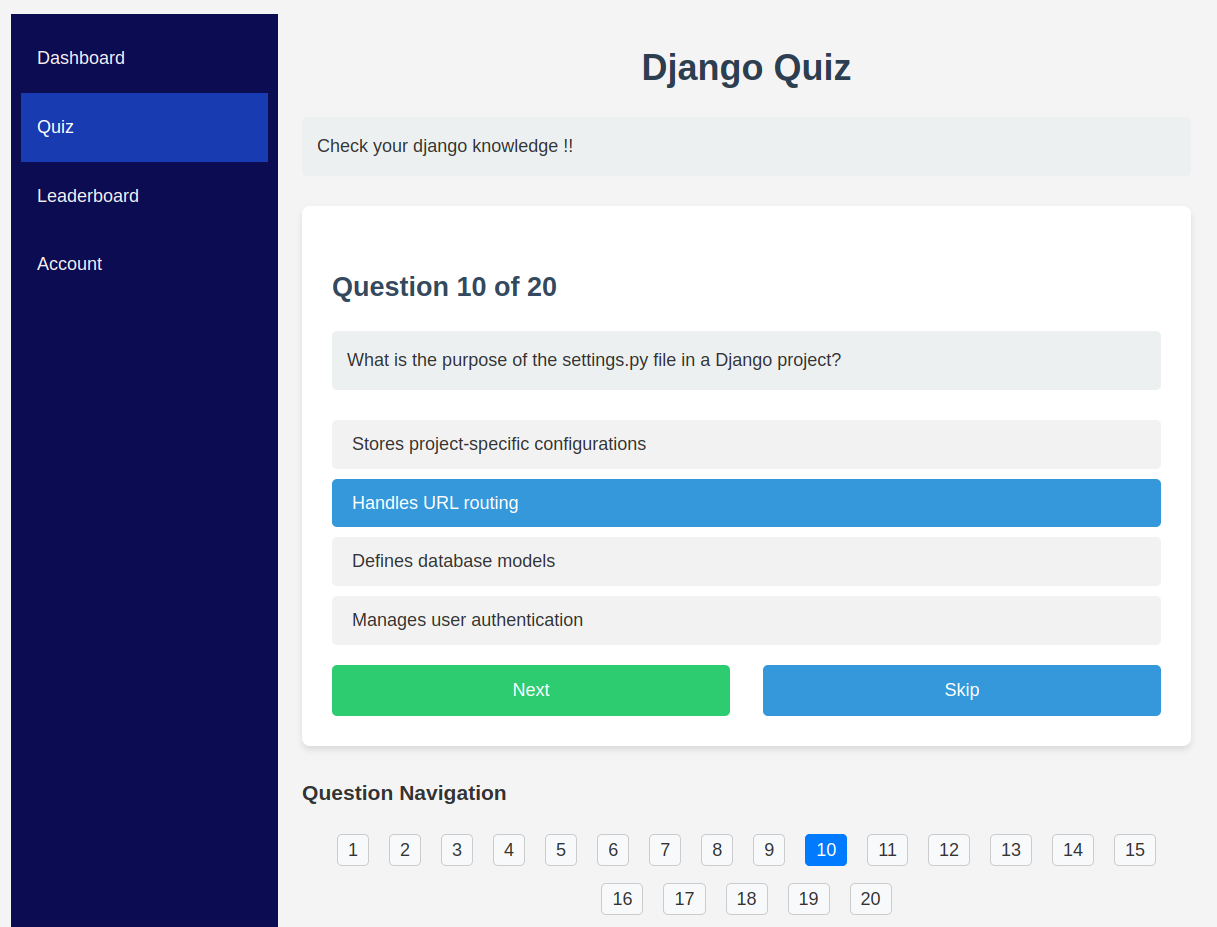 Dashboard
Quiz
Leaderboard
Account
Django Quiz
Check your django knowledge !!
Question 10 of 20
What is the purpose of the settings.py file in a Django project?
Stores project-specific configurations
Handles URL routing
Defines database models
Manages user authentication
Next Skip
Question Navigation
1 2 3 4 5 6 7 8 9 10 11 12 13 14 15
16 17 18 19 20